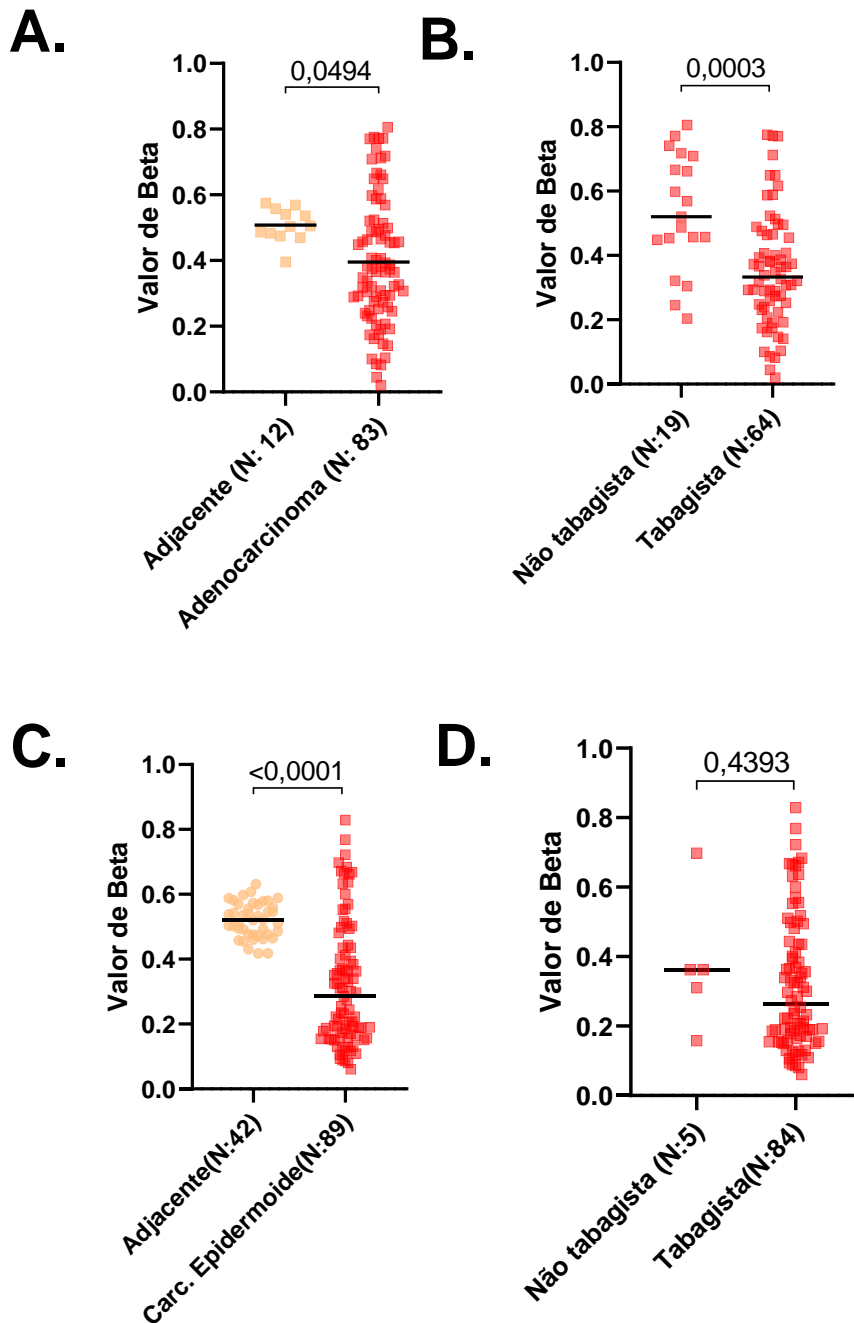 A.
0,0494
1.0
0.8
0.6
0.4
0.2
0.0
Valor de Beta
Adjacente (N: 12)
Adenocarcinoma (N: 83)
B.
0,0003
1.0
0.8
0.6
0.4
0.2
0.0
Valor de Beta
Não tabagista (N:19)
Tabagista (N:64)
C.
<0,0001
1.0
0.8
0.6
0.4
0.2
0.0
Valor de Beta
Adjacente(N:42)
Carc. Epidermoide(N:89)
D.
0,4393
1.0
0.8
0.6
0.4
0.2
0.0
Valor de Beta
Não tabagista (N:5)
Tabagista(N:84)